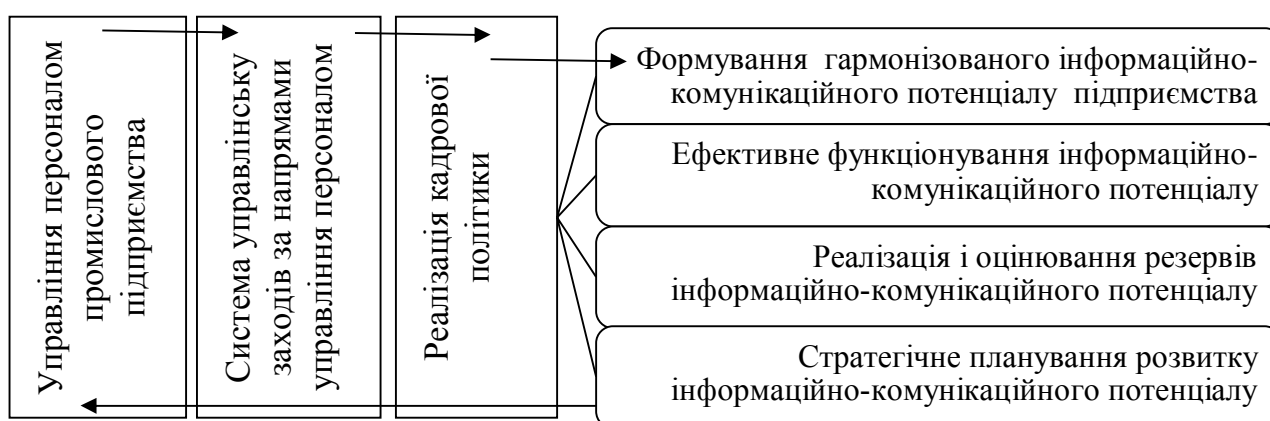 Управління персоналом
промислового
підприємства
Система управлінську
заходів за напрямами
управління персоналом
Реалізація кадрової
політики
Формування гармонізованого інформаційно-
комунікаційного потенціалу підприємства
Ефективне функціонування інформаційно-
комунікаційного потенціалу
Реалізація і оцінювання резервів
інформаційно-комунікаційного потенціалу
Стратегічне планування розвитку
інформаційно-комунікаційного потенціалу